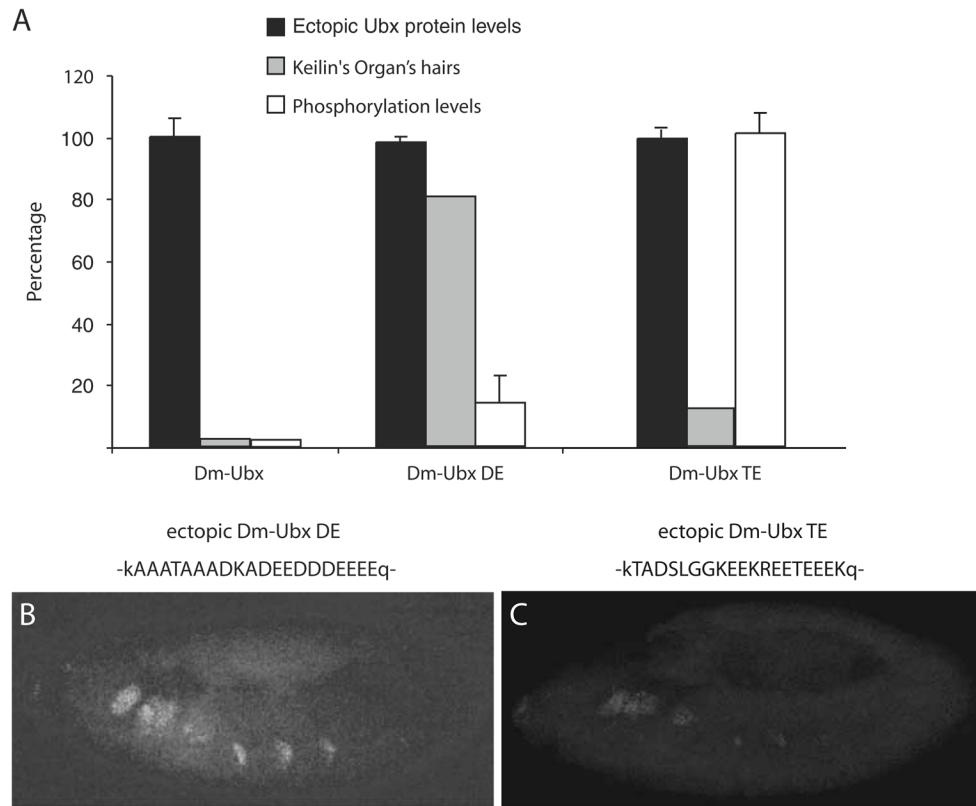 A
Ectopic Ubx protein levels
Keilin's Organ's hairs
Phosphorylation levels
120
100
80
60
40
20
Percentage
Dm-Ubx
Dm-Ubx DE
Dm-Ubx TE
ectopic Dm-Ubx DE
ectopic Dm-Ubx TE
-kAAATAAADKADEEDDDEEEEq-
-kTADSLGGKEEKREETEEEKq-
B
C